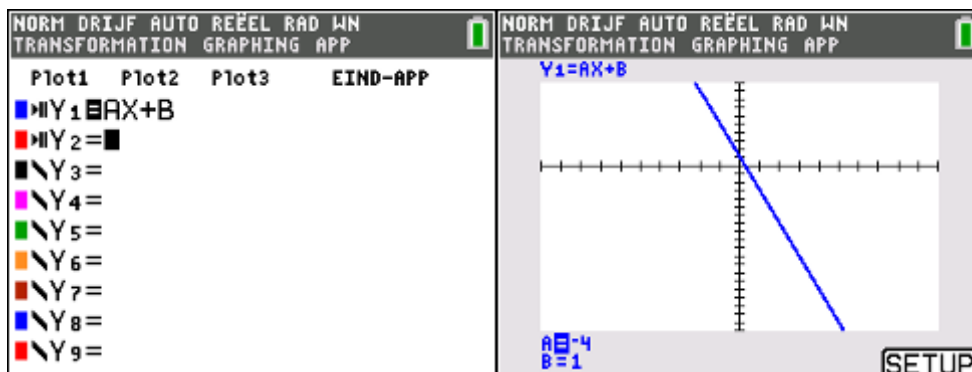 NORM DRIJF AUTO REËEL RAD WN
TRANSFORMATION GRAPHING APP
Plot1 Plot2 Plot3 EIND-APP
Y1=AX+B
Y2=
Y3=
Y4=
Y5=
Y6=
Y7=
Y8=
Y9=
NORM DRIJF AUTO REËEL RAD WN
TRANSFORMATION GRAPHING APP
Y1=AX+B
A=-4
B=1
SETUP